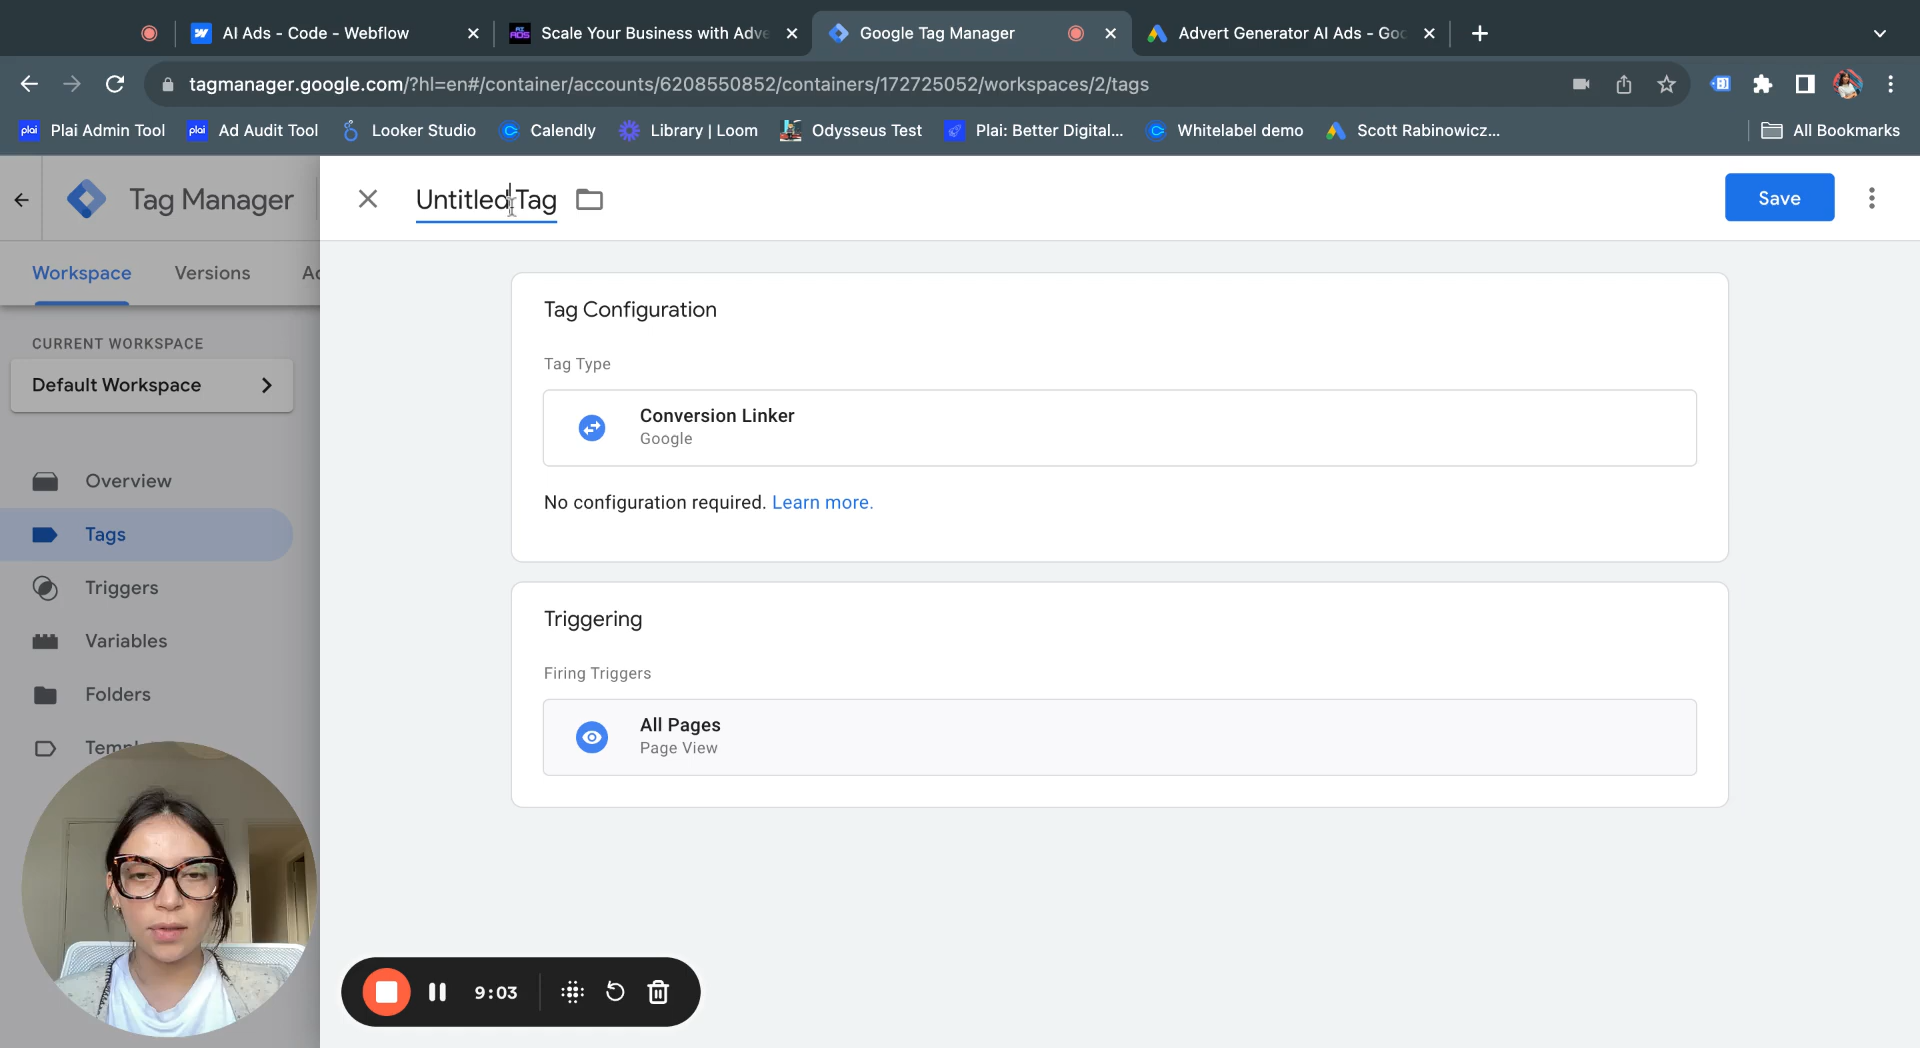 AI Ads - Code - Webflow
Scale Your Business with Adve
Google Tag Manager
Advert Generator AI Ads - Goo
tagmanager.google.com/?hl=en#/container/accounts/6208550852/containers/172725052/workspaces/2/tags
plai Plai Admin Tool
plai Ad Audit Tool
Looker Studio
Calendly
Library | Loom
Odysseus Test
Plai: Better Digital...
Whitelabel demo
Scott Rabinowicz...
All Bookmarks
Tag Manager
Untitled Tag
Save
Workspace
Versions
Ad
CURRENT WORKSPACE
Default Workspace
Overview
Tags
Triggers
Variables
Folders
Templ
Tag Configuration
Tag Type
Conversion Linker
Google
No configuration required. Learn more.
Triggering
Firing Triggers
All Pages
Page View
9:03